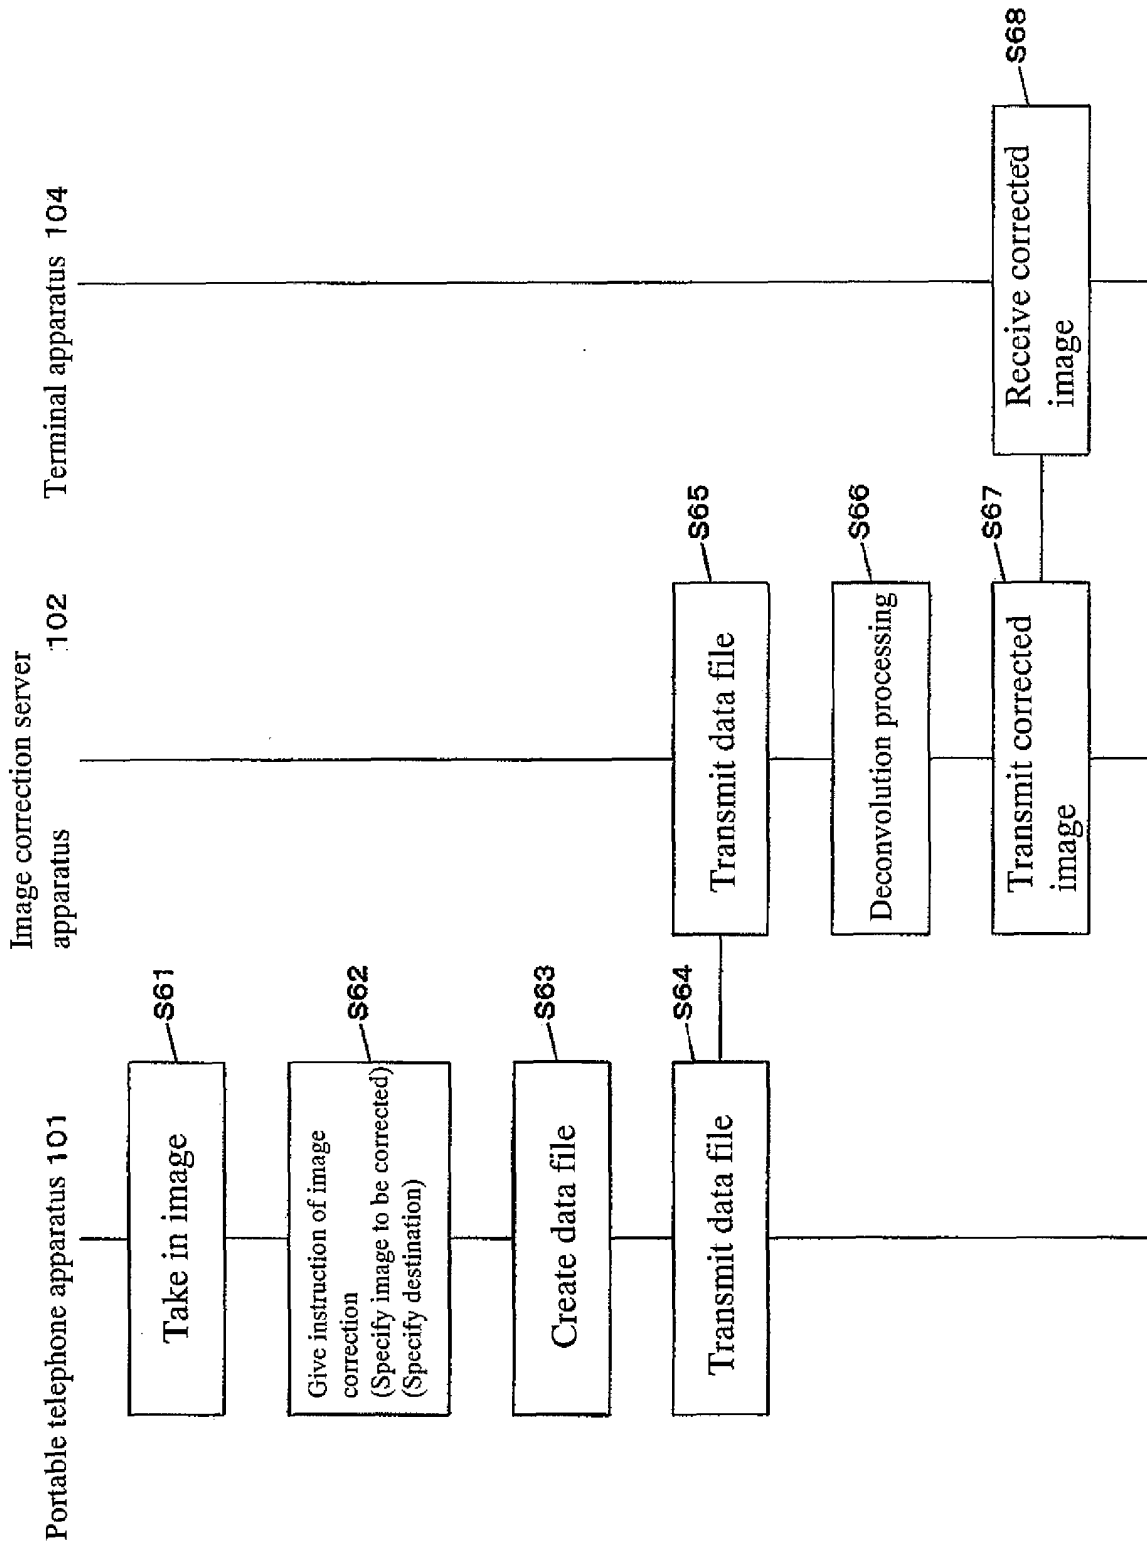 Portable telephone apparatus 101
Image correction server
apparatus 102
Terminal apparatus 104
Take in image
S61
Give instruction of image
correction
(Specify image to be corrected)
(Specify destination)
S62
Create data file
S63
Transmit data file
S64
Transmit data file
S65
Deconvolution processing
S66
Transmit corrected
image
S67
Receive corrected
image
S68